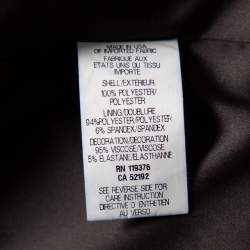 MADE IN USA
OF IMPORTED FABRIC
FABRIQUE AUX
ETATS UNIS DU TISSU
IMPORTE
SHELL/EXTERIEUR
100% POLYESTER/
POLYESTER
LINING/DOUBLURE
94%POLYESTER/POLYESTER
6% SPANDEX/SPANDEX
DECORATION/DECORATION
95% VISCOSE/VISCOSE
5% ELASTANE/ELASTHANNE
RN 119376
CA 52192
SEE REVERSE SIDE FOR
CARE INSTRUCTION
DIRECTIVE D ENTRETIEN
AU VERSO